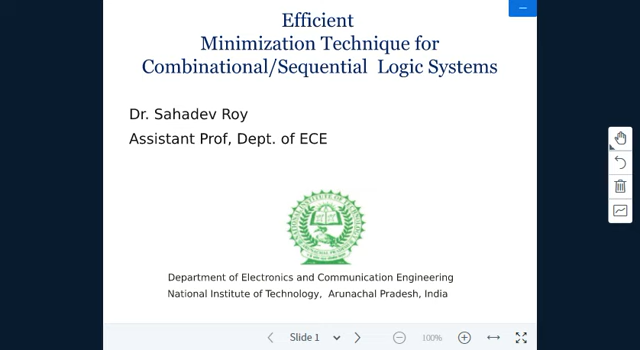 Efficient
Minimization Technique for
Combinational/Sequential Logic Systems
Dr. Sahadev Roy
Assistant Prof, Dept. of ECE
Department of Electronics and Communication Engineering
National Institute of Technology, Arunachal Pradesh, India
Slide 1
100%